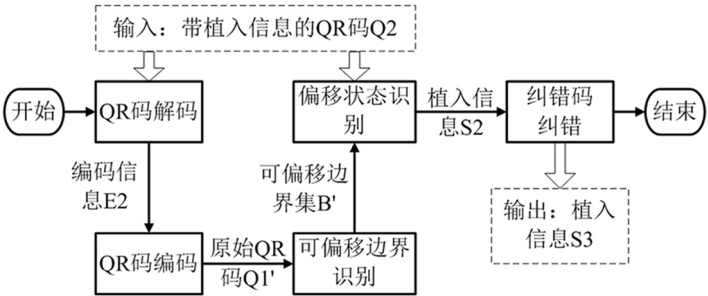 输入：带植入信息的QR码Q2
开始
QR码解码
偏移状态识
别
植入信
息S2
纠错码
纠错
结束
编码信
息E2
可偏移边
界集B'
输出：植入
信息S3
QR码编码
原始QR
码Q1'
可偏移边界
识别